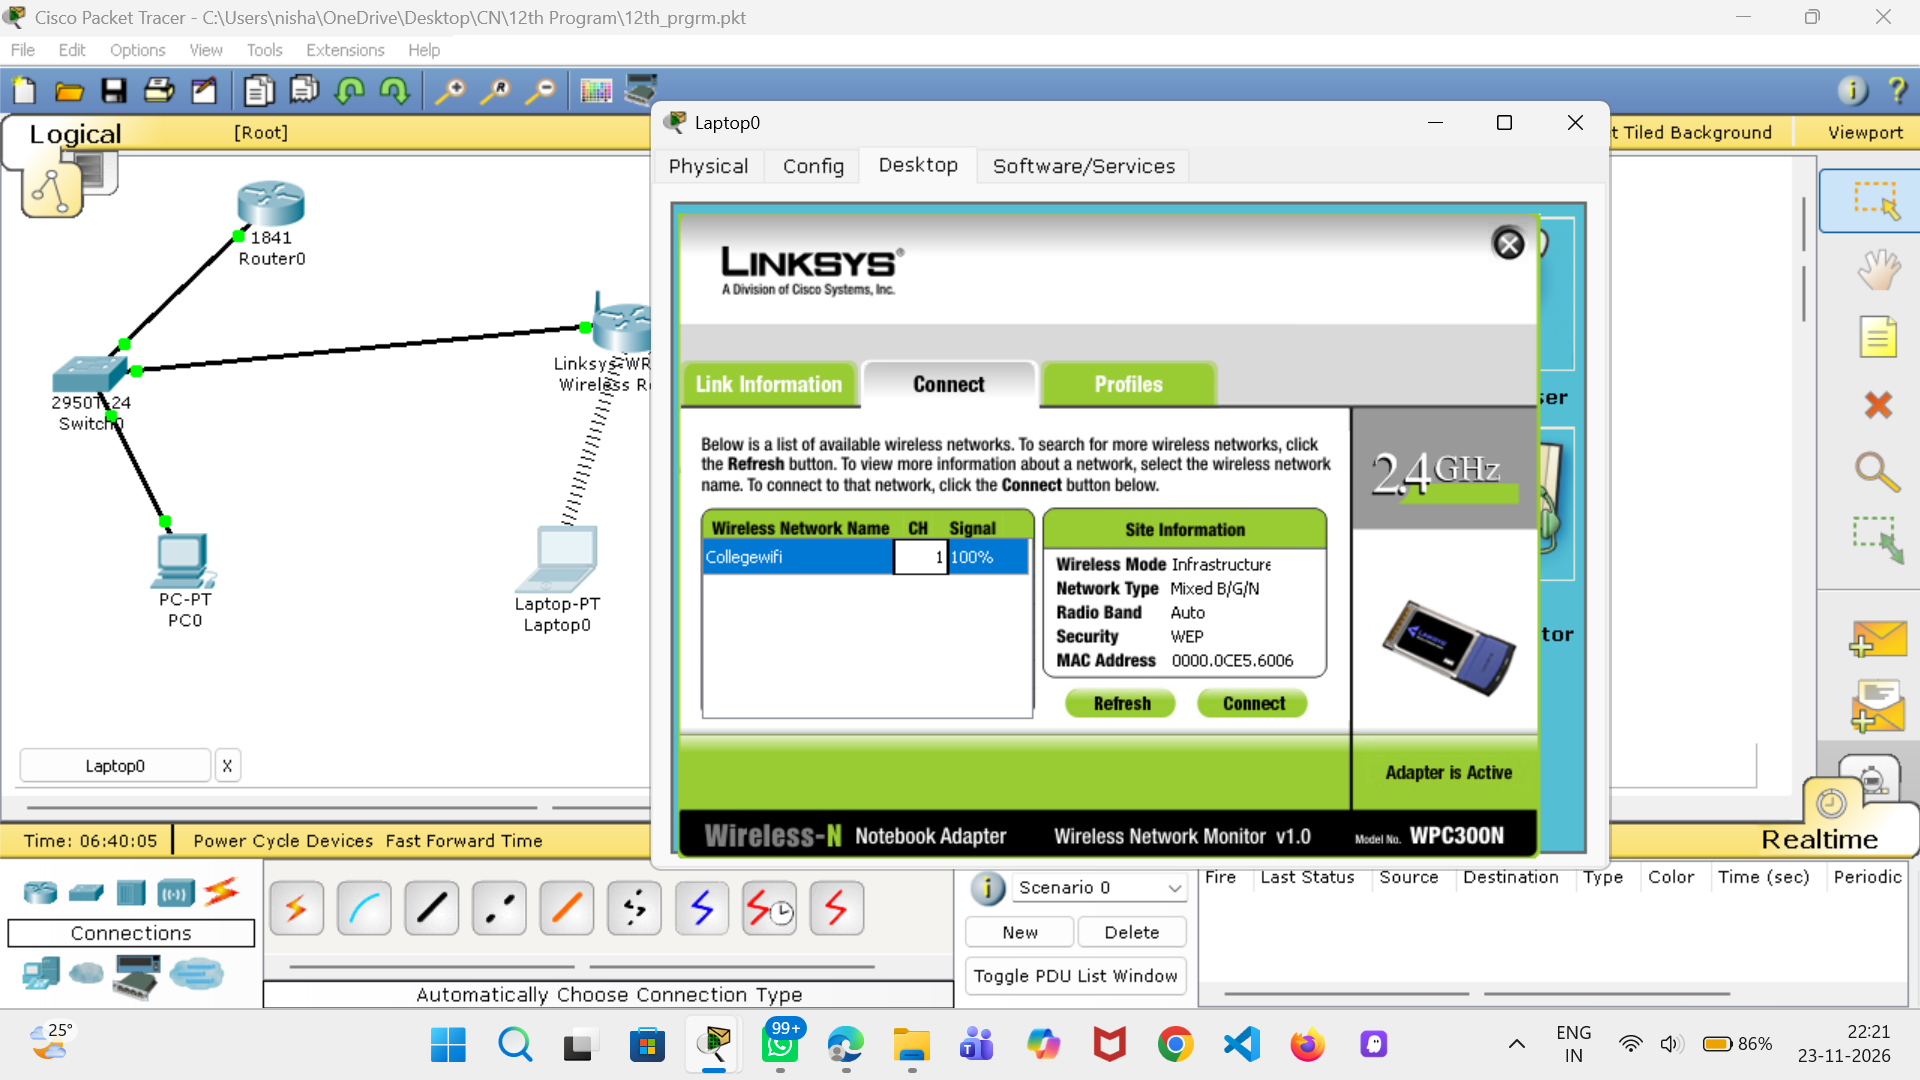 Cisco Packet Tracer - C:\Users\nisha\OneDrive\Desktop\CN\12th Program\12th_prgrm.pkt
File Edit Options View Tools Extensions Help
Logical [Root] t Tiled Background Viewport
Laptop0
Physical Config Desktop Software/Services
1841
Router0
2950T-24
Switch0
Linksys-WR
Wireless R
PC-PT
PC0
Laptop-PT
Laptop0
LINKSYS®
A Division of Cisco Systems, Inc.
Link Information Connect Profiles
Below is a list of available wireless networks. To search for more wireless networks, click
the Refresh button. To view more information about a network, select the wireless network
name. To connect to that network, click the Connect button below.
2.4GHz
Wireless Network Name CH Signal
Collegewifi 1 100%
Site Information
Wireless Mode Infrastructure
Network Type Mixed B/G/N
Radio Band Auto
Security WEP
MAC Address 0000.0CE5.6006
Refresh Connect
Adapter is Active
Wireless-N Notebook Adapter Wireless Network Monitor v1.0 Model No. WPC300N
ser
tor
Laptop0 X
Time: 06:40:05 Power Cycle Devices Fast Forward Time Realtime
Connections
Automatically Choose Connection Type
Scenario 0
New Delete
Toggle PDU List Window
Fire Last Status Source Destination Type Color Time (sec) Periodic
25°
99+
ENG
IN
86%
22:21
23-11-2026